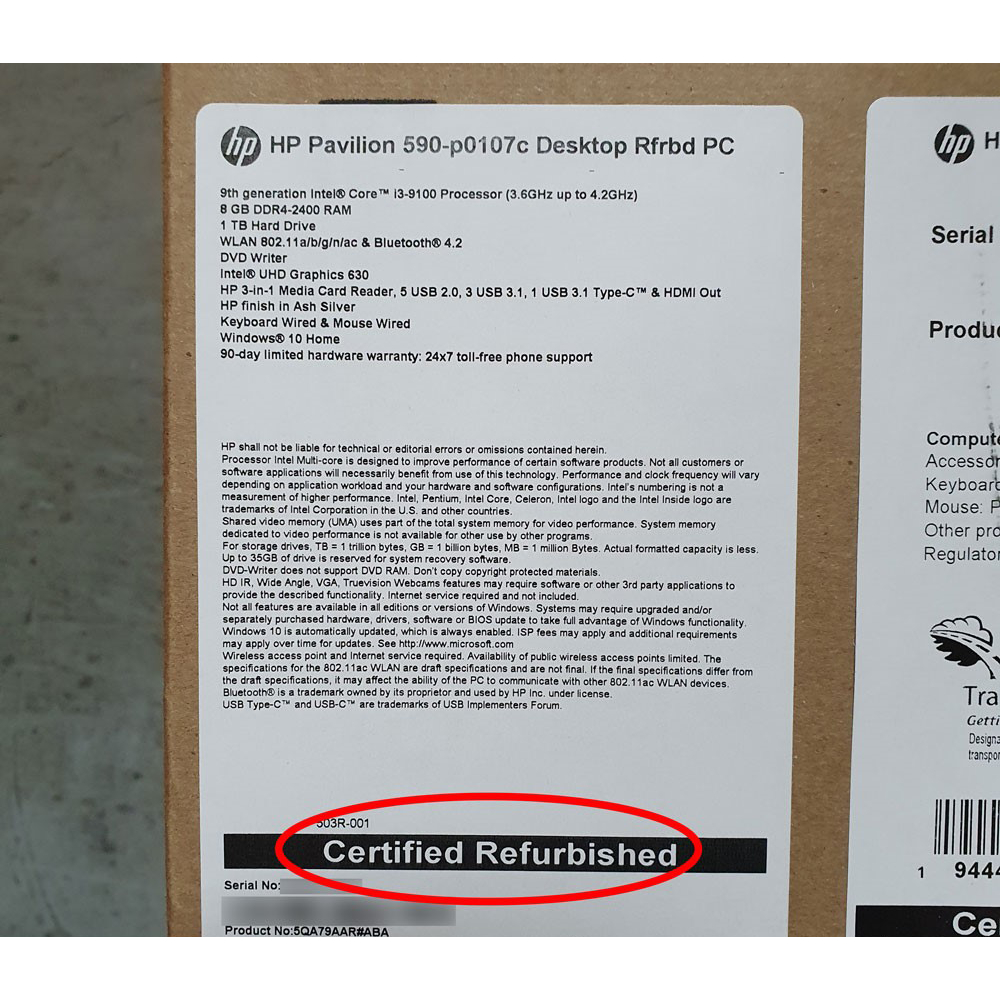 hp HP Pavilion 590-p0107c Desktop Rfrbd PC
9th generation Intel® Core™ i3-9100 Processor (3.6GHz up to 4.2GHz)
8 GB DDR4-2400 RAM
1 TB Hard Drive
WLAN 802.11a/b/g/n/ac & Bluetooth® 4.2
DVD Writer
Intel® UHD Graphics 630
HP 3-in-1 Media Card Reader, 5 USB 2.0, 3 USB 3.1, 1 USB 3.1 Type-C™ & HDMI Out
HP finish in Ash Silver
Keyboard Wired & Mouse Wired
Windows® 10 Home
90-day limited hardware warranty: 24x7 toll-free phone support
HP shall not be liable for technical or editorial errors or omissions contained herein.
Processor Intel Multi-core is designed to improve performance of certain software products. Not all customers or
software applications will necessarily benefit from use of this technology. Performance and clock frequency will vary
depending on application workload and your hardware and software configurations. Intel's numbering is not a
measurement of higher performance. Intel, Pentium, Intel Core, Celeron, Intel logo and the Intel Inside logo are
trademarks of Intel Corporation in the U.S. and other countries.
Shared video memory (UMA) uses part of the total system memory for video performance. System memory
dedicated to video performance is not available for other use by other programs.
For storage drives, TB = 1 trillion bytes, GB = 1 billion bytes, MB = 1 million Bytes. Actual formatted capacity is less.
Up to 35GB of drive is reserved for system recovery software.
DVD-Writer does not support DVD RAM. Don't copy copyright protected materials.
HD IR, Wide Angle, VGA, Truevision Webcams features may require software or other 3rd party applications to
provide the described functionality. Internet service required and not included.
Not all features are available in all editions or versions of Windows. Systems may require upgraded and/or
separately purchased hardware, drivers, software or BIOS update to take full advantage of Windows functionality.
Windows 10 is automatically updated, which is always enabled. ISP fees may apply and additional requirements
may apply over time for updates. See http://www.microsoft.com
Wireless access point and Internet service required. Availability of public wireless access points limited. The
specifications for the 802.11ac WLAN are draft specifications and are not final. If the final specifications differ from
the draft specifications, it may affect the ability of the PC to communicate with other 802.11ac WLAN devices.
Bluetooth® is a trademark owned by its proprietor and used by HP Inc. under license.
USB Type-C™ and USB-C™ are trademarks of USB Implementers Forum.
503R-001
Certified Refurbished
Serial No:
Product No:5QA79AAR#ABA
hp H
Serial
Produ
Compute
Accessor
Keyboard
Mouse: P
Other pro
Regulator
Tra
Getti
Designa
transpor
1 944
Ce